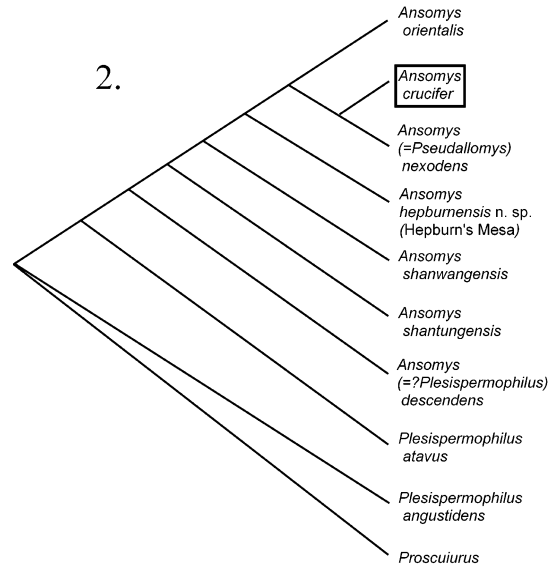 2.
Ansomys
orientalis
Ansomys
crucifer
Ansomys
(=Pseudallomys)
nexodens
Ansomys
hepburnensis n. sp.
(Hepburn's Mesa)
Ansomys
shanwangensis
Ansomys
shantungensis
Ansomys
(=?Plesispermophilus)
descendens
Plesispermophilus
atavus
Plesispermophilus
angustidens
Proscuiurus